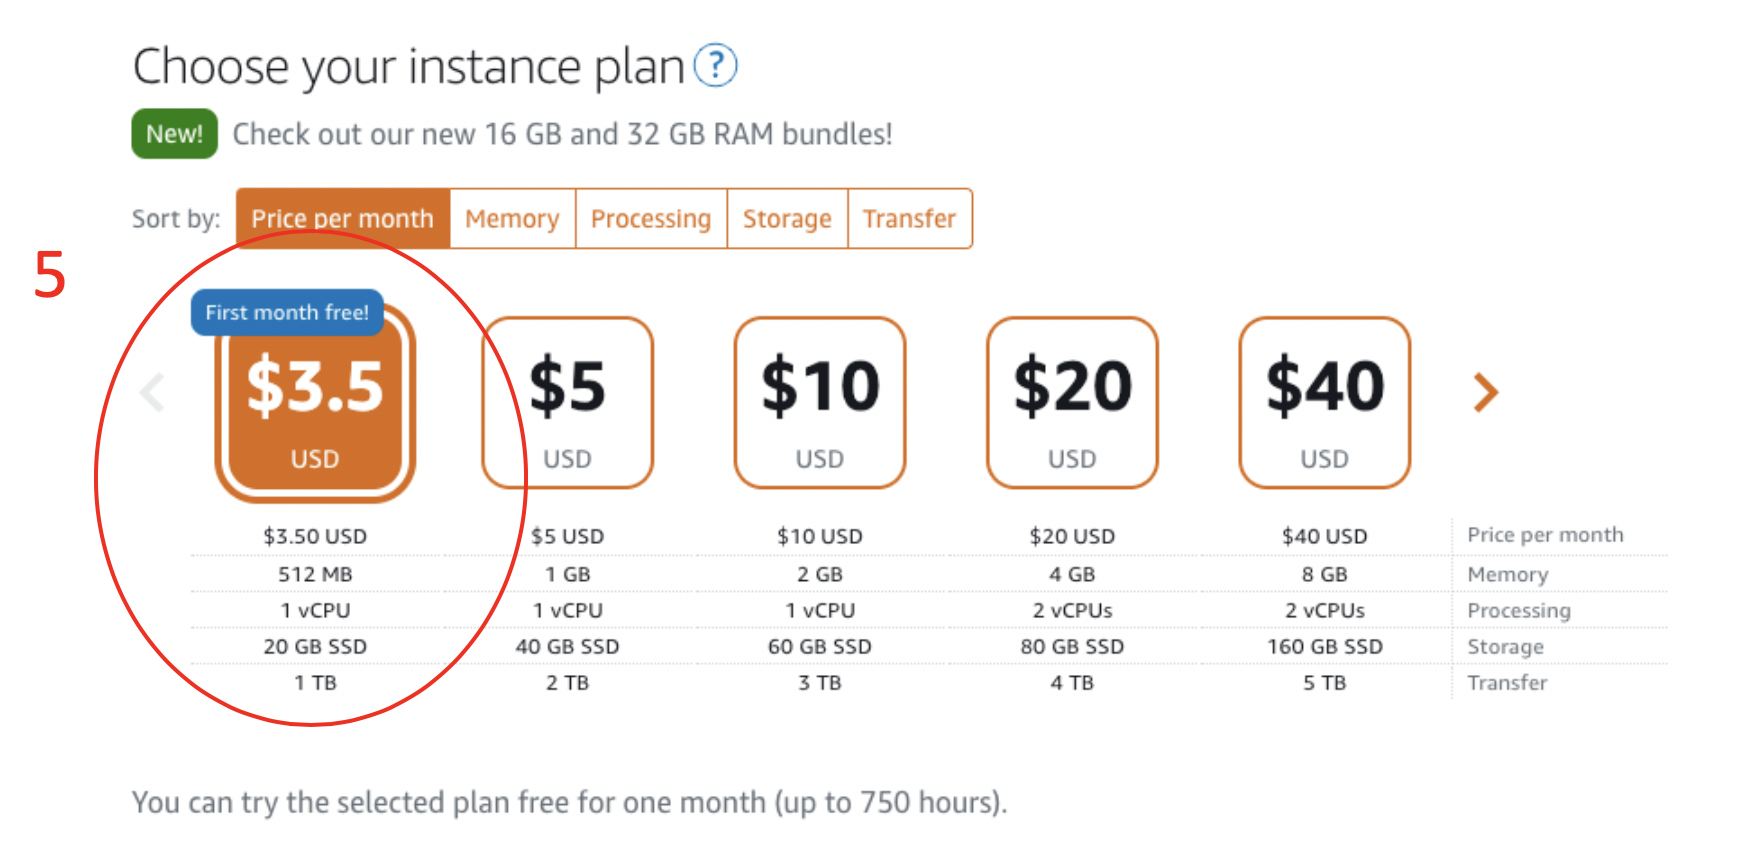 Choose your instance plan ?
New! Check out our new 16 GB and 32 GB RAM bundles!
Sort by: Price per month Memory Processing Storage Transfer
5
First month free!
$3.5 $5 $10 $20 $40
USD USD USD USD USD
$3.50 USD $5 USD $10 USD $20 USD $40 USD Price per month
512 MB 1 GB 2 GB 4 GB 8 GB Memory
1 vCPU 1 vCPU 1 vCPU 2 vCPUs 2 vCPUs Processing
20 GB SSD 40 GB SSD 60 GB SSD 80 GB SSD 160 GB SSD Storage
1 TB 2 TB 3 TB 4 TB 5 TB Transfer
You can try the selected plan free for one month (up to 750 hours).